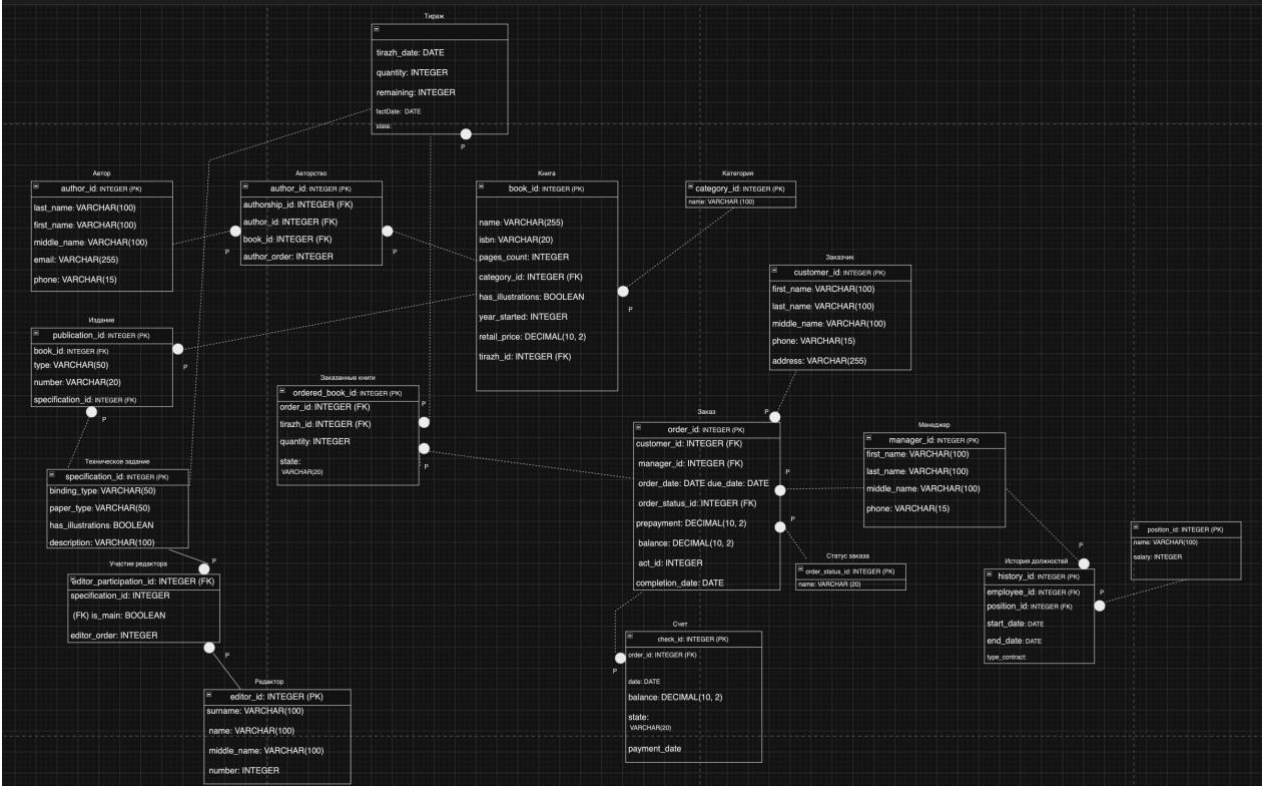 Тираж
tirazh_date: DATE
quantity: INTEGER
remaining: INTEGER
factDate: DATE
state:
P
Автор
author_id: INTEGER (PK)
last_name: VARCHAR(100)
first_name: VARCHAR(100)
middle_name: VARCHAR(100)
email: VARCHAR(255)
phone: VARCHAR(15)
Авторство
author_id: INTEGER (PK)
authorship_id: INTEGER (FK)
author_id: INTEGER (FK)
book_id: INTEGER (FK)
author_order: INTEGER
P
P
Книга
book_id: INTEGER (PK)
name: VARCHAR(255)
isbn: VARCHAR(20)
pages_count: INTEGER
category_id: INTEGER (FK)
has_illustrations: BOOLEAN
year_started: INTEGER
retail_price: DECIMAL(10, 2)
tirazh_id: INTEGER (FK)
P
Категория
category_id: INTEGER (PK)
name: VARCHAR (100)
Заказчик
customer_id: INTEGER (PK)
first_name: VARCHAR(100)
last_name: VARCHAR(100)
middle_name: VARCHAR(100)
phone: VARCHAR(15)
address: VARCHAR(255)
Издание
publication_id: INTEGER (PK)
book_id: INTEGER (FK)
type: VARCHAR(50)
number: VARCHAR(20)
specification_id: INTEGER (FK)
P
P
Заказанные книги
ordered_book_id: INTEGER (PK)
order_id: INTEGER (FK)
tirazh_id: INTEGER (FK)
quantity: INTEGER
state:
VARCHAR(20)
P
P
Заказ
P
order_id: INTEGER (PK)
customer_id: INTEGER (FK)
manager_id: INTEGER (FK)
order_date: DATE due_date: DATE
order_status_id: INTEGER (FK)
prepayment: DECIMAL(10, 2)
balance: DECIMAL(10, 2)
act_id: INTEGER
completion_date: DATE
P
P
Менеджер
manager_id: INTEGER (PK)
first_name: VARCHAR(100)
last_name: VARCHAR(100)
middle_name: VARCHAR(100)
phone: VARCHAR(15)
Техническое задание
specification_id: INTEGER (PK)
binding_type: VARCHAR(50)
paper_type: VARCHAR(50)
has_illustrations: BOOLEAN
description: VARCHAR(100)
Статус заказа
order_status_id: INTEGER (PK)
name: VARCHAR (20)
position_id: INTEGER (PK)
name: VARCHAR(100)
salary: INTEGER
История должностей
P
history_id: INTEGER (PK)
employee_id: INTEGER (FK)
position_id: INTEGER (FK)
start_date: DATE
end_date: DATE
type_contract:
P
Участие редактора
P
editor_participation_id: INTEGER (FK)
specification_id: INTEGER
(FK) is_main: BOOLEAN
editor_order: INTEGER
P
Счет
check_id: INTEGER (PK)
order_id: INTEGER (FK)
date: DATE
balance: DECIMAL(10, 2)
state:
VARCHAR(20)
payment_date
P
Редактор
editor_id: INTEGER (PK)
surname: VARCHAR(100)
name: VARCHAR(100)
middle_name: VARCHAR(100)
number: INTEGER